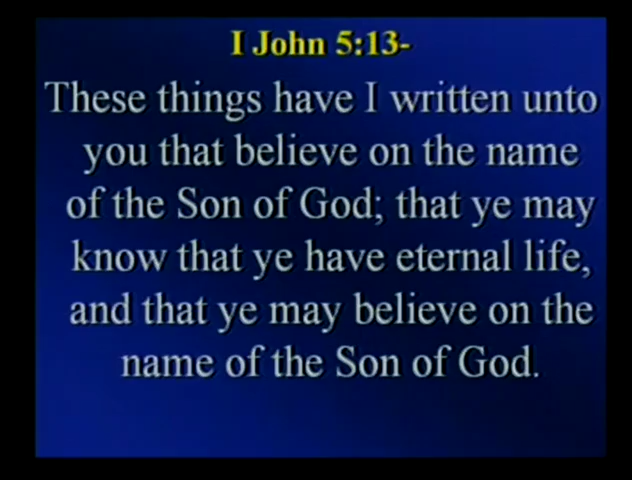 I John 5:13-
These things have I written unto
you that believe on the name
of the Son of God; that ye may
know that ye have eternal life,
and that ye may believe on the
name of the Son of God.